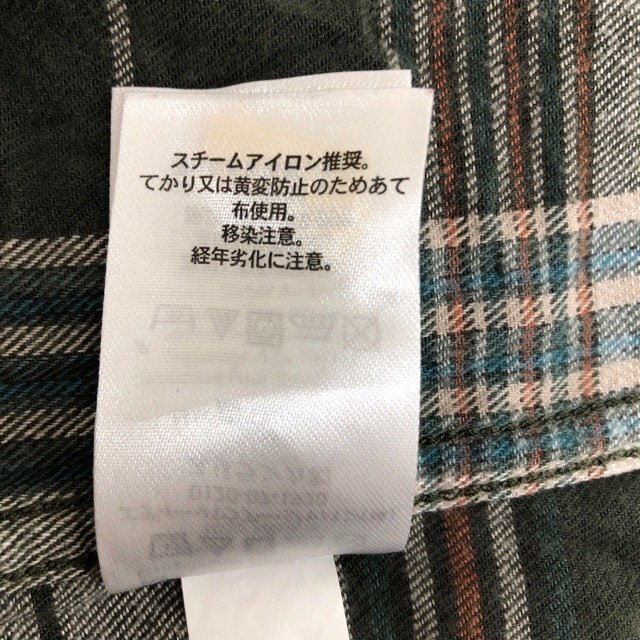 スチームアイロン推奨。
てかり又は黄変防止のためあて
布使用。
移染注意。
経年劣化に注意。